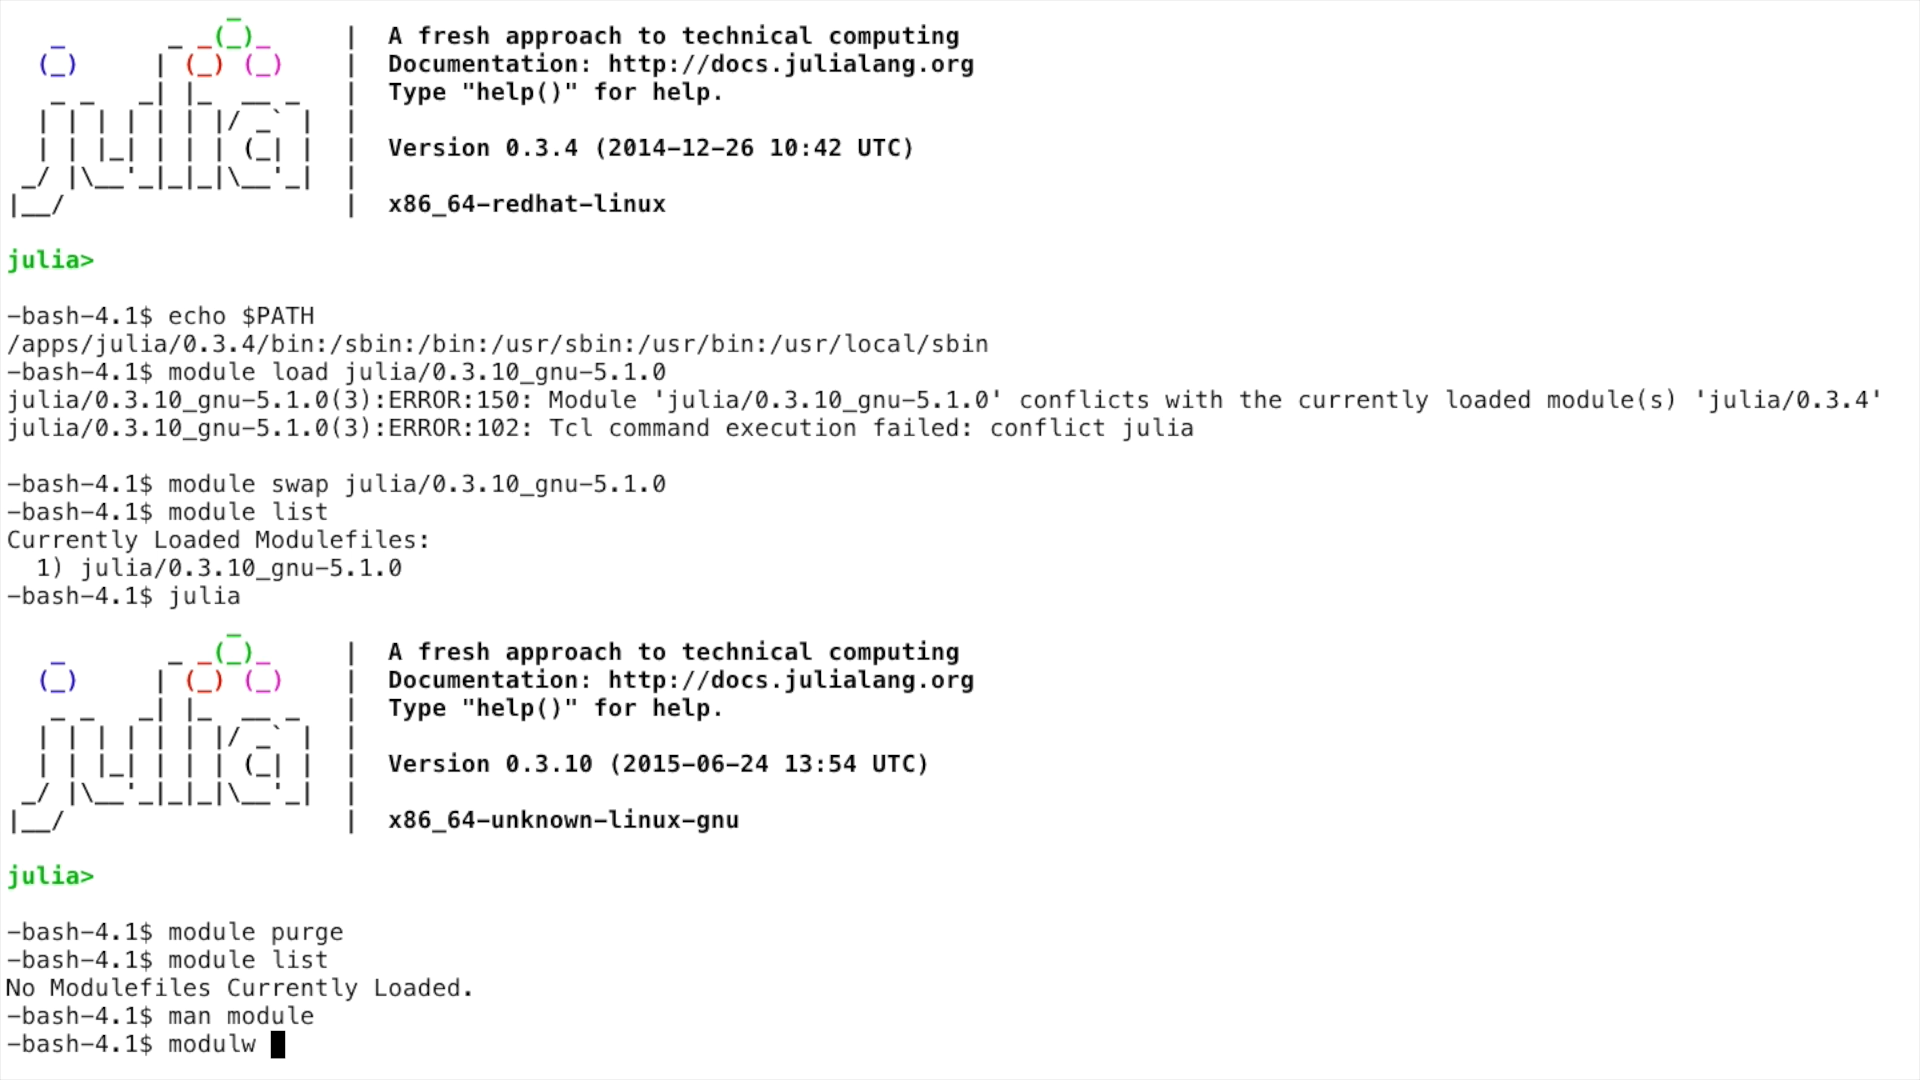 A fresh approach to technical computing
Documentation: http://docs.julialang.org
Type "help()" for help.
Version 0.3.4 (2014-12-26 10:42 UTC)
x86_64-redhat-linux
julia>
-bash-4.1$ echo $PATH
/apps/julia/0.3.4/bin:/sbin:/bin:/usr/sbin:/usr/bin:/usr/local/sbin
-bash-4.1$ module load julia/0.3.10_gnu-5.1.0
julia/0.3.10_gnu-5.1.0(3):ERROR:150: Module 'julia/0.3.10_gnu-5.1.0' conflicts with the currently loaded module(s) 'julia/0.3.4'
julia/0.3.10_gnu-5.1.0(3):ERROR:102: Tcl command execution failed: conflict julia
-bash-4.1$ module swap julia/0.3.10_gnu-5.1.0
-bash-4.1$ module list
Currently Loaded Modulefiles:
1) julia/0.3.10_gnu-5.1.0
-bash-4.1$ julia
A fresh approach to technical computing
Documentation: http://docs.julialang.org
Type "help()" for help.
Version 0.3.10 (2015-06-24 13:54 UTC)
x86_64-unknown-linux-gnu
julia>
-bash-4.1$ module purge
-bash-4.1$ module list
No Modulefiles Currently Loaded.
-bash-4.1$ man module
-bash-4.1$ modulw